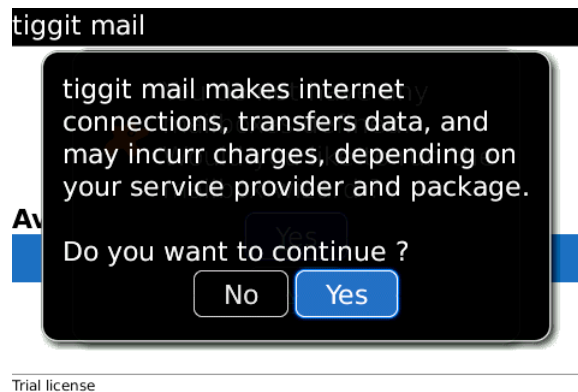 tiggit mail
tiggit mail makes internet
connections, transfers data, and
may incurr charges, depending on
your service provider and package.
Av
Do you want to continue ?
No Yes
Trial license